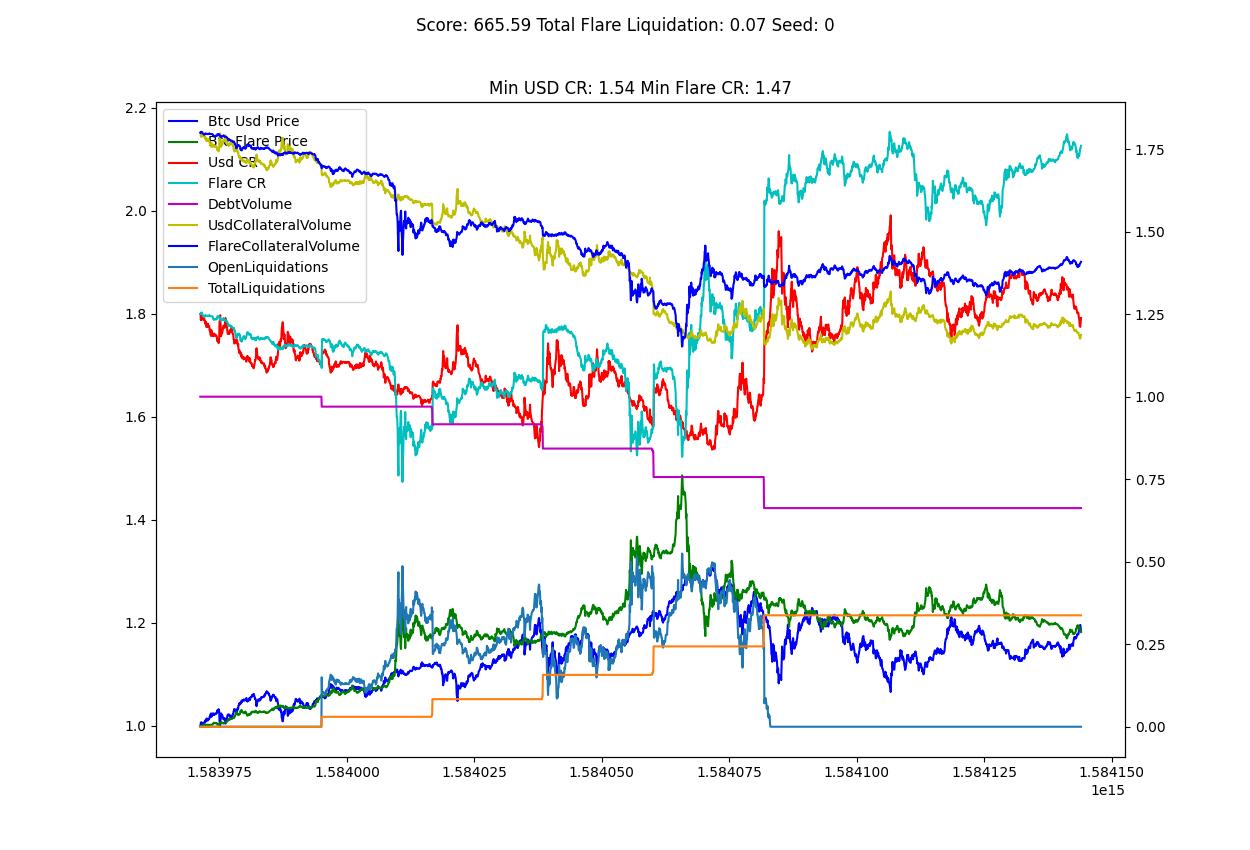 Score: 665.59 Total Flare Liquidation: 0.07 Seed: 0
Min USD CR: 1.54 Min Flare CR: 1.47
2.2
2.0
1.8
1.6
1.4
1.2
1.0
Btc Usd Price
Btc Flare Price
Usd CR
Flare CR
DebtVolume
UsdCollateralVolume
FlareCollateralVolume
OpenLiquidations
TotalLiquidations
1.75
1.50
1.25
1.00
0.75
0.50
0.25
0.00
1.583975 1.584000 1.584025 1.584050 1.584075 1.584100 1.584125 1.584150
1e15